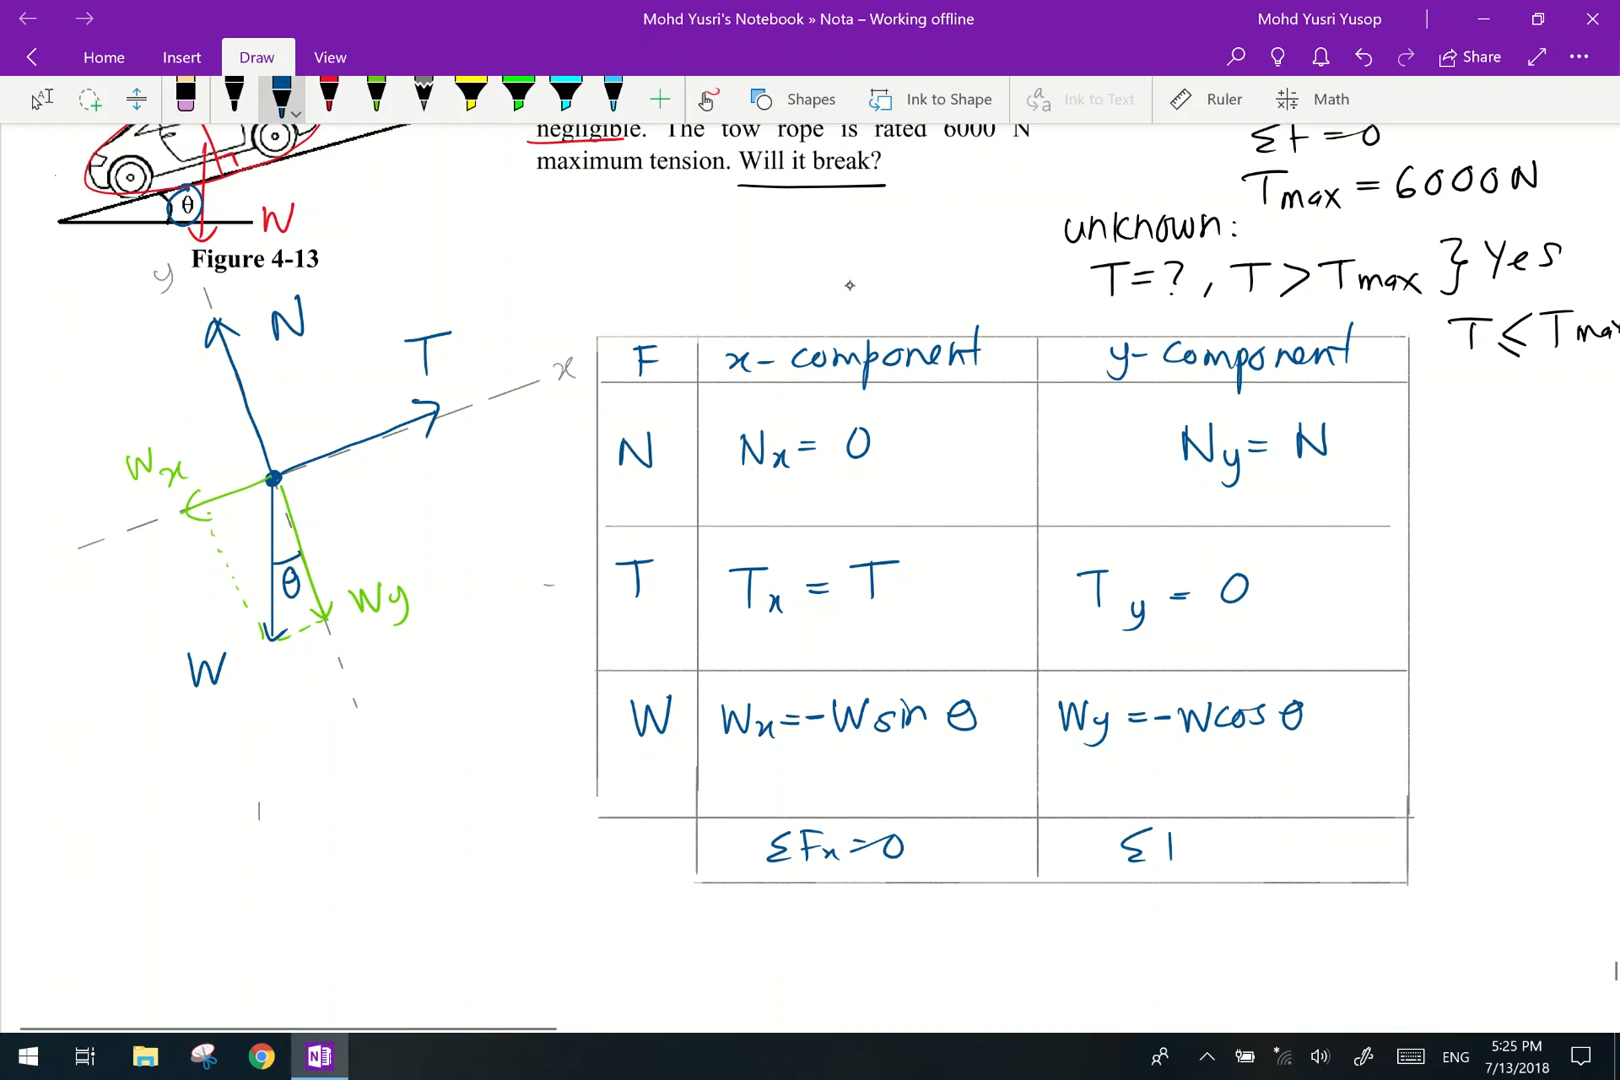 Mohd Yusri's Notebook » Nota – Working offline
Mohd Yusri Yusop
Home Insert Draw View
Share
Shapes
Ink to Shape
Ink to Text
Ruler
Math
negligible. The tow rope is rated 6000 N
maximum tension. Will it break?
θ
W
Figure 4-13
ΣF = 0
Tmax = 6000N
unknown:
T = ? , T > Tmax } Yes
T ≤ Tmax
y
N
T
x
Wx
θ
Wy
W
F x-component y-component
N Nx = 0 Ny = N
T Tx = T Ty = 0
W Wx = -W sin θ Wy = -W cos θ
ΣFx = 0 Σ
ENG
5:25 PM
7/13/2018